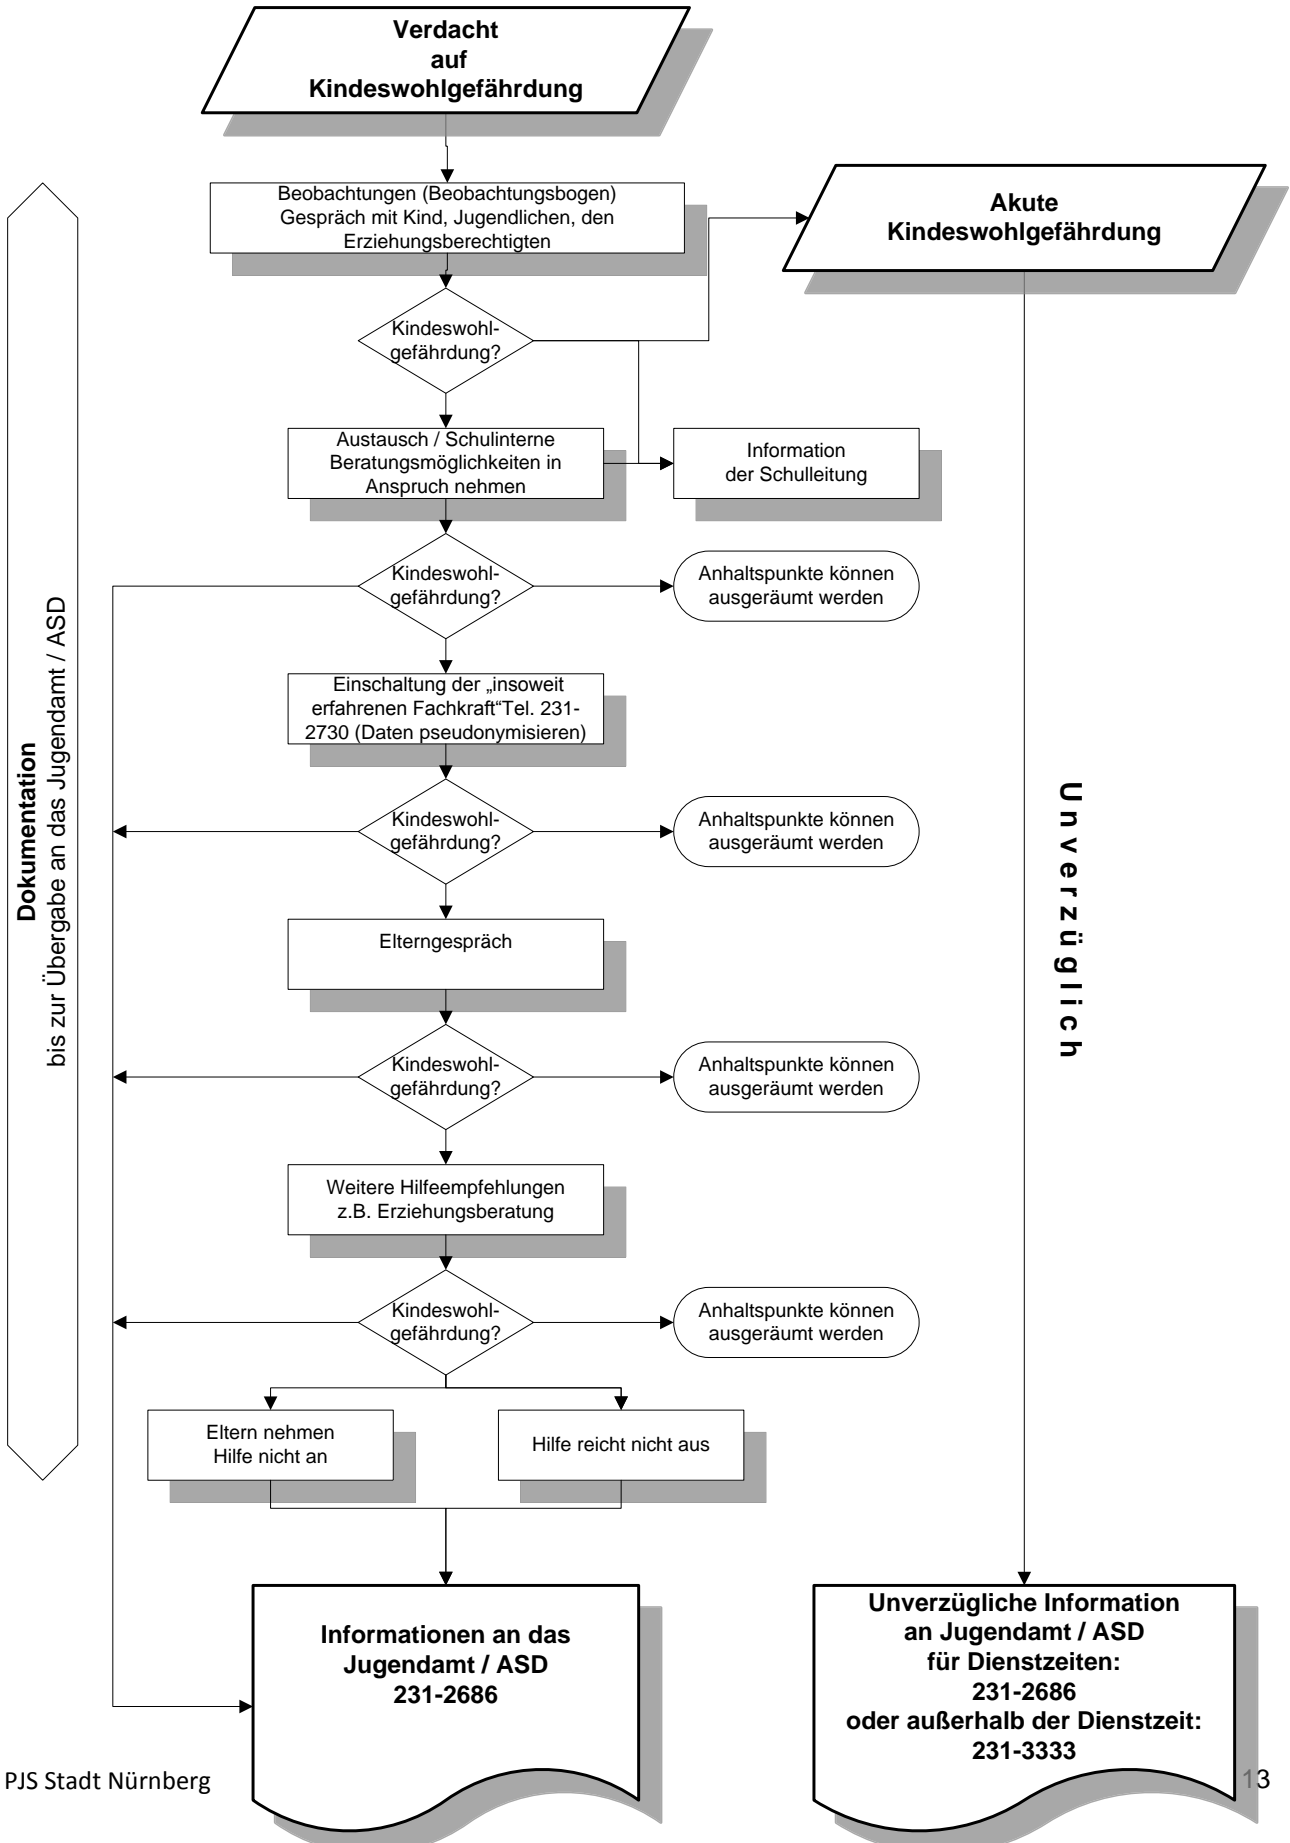 Verdacht
auf
Kindeswohlgefährdung
Beobachtungen (Beobachtungsbogen)
Gespräch mit Kind, Jugendlichen, den
Erziehungsberechtigten
Akute
Kindeswohlgefährdung
Kindeswohl-
gefährdung?
Austausch / Schulinterne
Beratungsmöglichkeiten in
Anspruch nehmen
Information
der Schulleitung
Kindeswohl-
gefährdung?
Anhaltspunkte können
ausgeräumt werden
Einschaltung der „insoweit
erfahrenen Fachkraft“Tel. 231-
2730 (Daten pseudonymisieren)
Kindeswohl-
gefährdung?
Anhaltspunkte können
ausgeräumt werden
Elterngespräch
Kindeswohl-
gefährdung?
Anhaltspunkte können
ausgeräumt werden
Weitere Hilfeempfehlungen
z.B. Erziehungsberatung
Kindeswohl-
gefährdung?
Anhaltspunkte können
ausgeräumt werden
Eltern nehmen
Hilfe nicht an
Hilfe reicht nicht aus
Dokumentation
bis zur Übergabe an das Jugendamt / ASD
Unverzüglich
Informationen an das
Jugendamt / ASD
231-2686
Unverzügliche Information
an Jugendamt / ASD
für Dienstzeiten:
231-2686
oder außerhalb der Dienstzeit:
231-3333
PJS Stadt Nürnberg
13